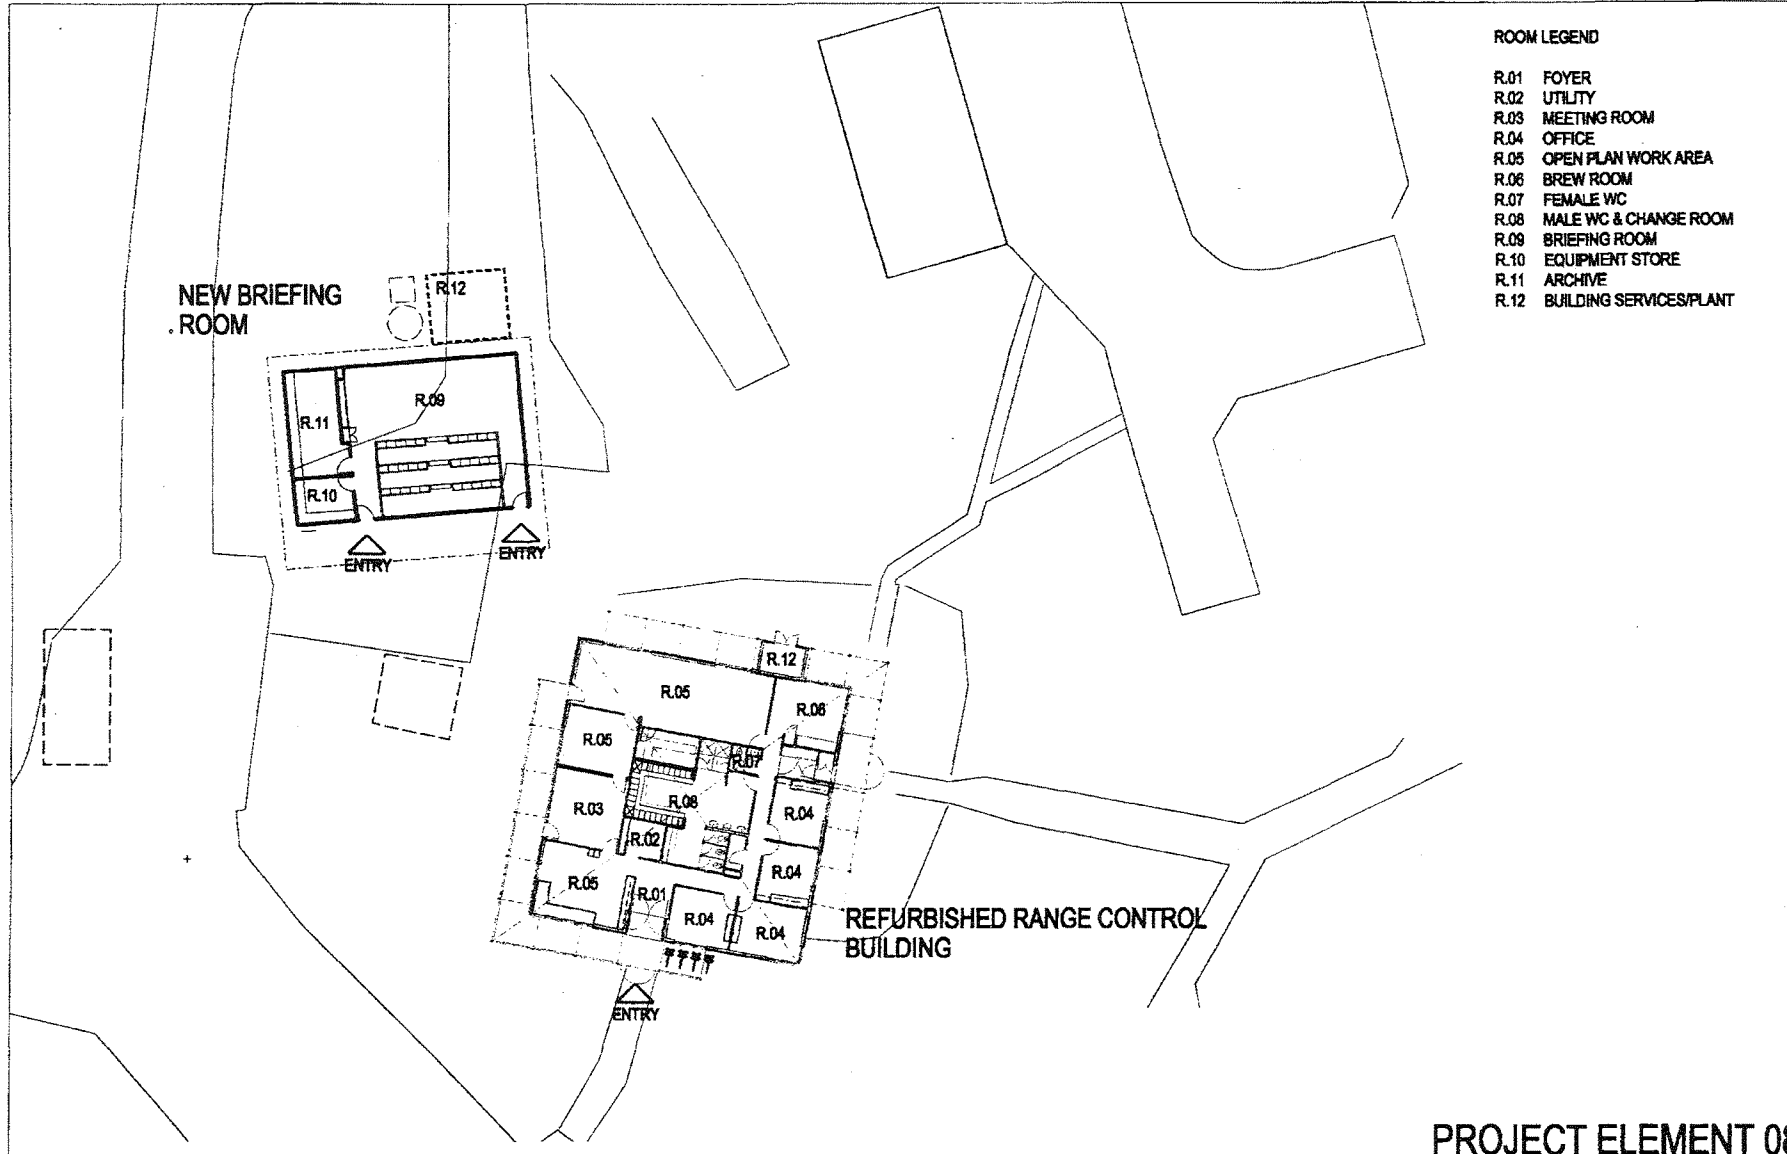 ROOM LEGEND
R.01 FOYER
R.02 UTILITY
R.03 MEETING ROOM
R.04 OFFICE
R.05 OPEN PLAN WORK AREA
R.06 BREW ROOM
R.07 FEMALE WC
R.08 MALE WC & CHANGE ROOM
R.09 BRIEFING ROOM
R.10 EQUIPMENT STORE
R.11 ARCHIVE
R.12 BUILDING SERVICES/PLANT
NEW BRIEFING
ROOM
R.12
R.09
R.11
R.10
ENTRY
ENTRY
R.12
R.05
R.06
R.05
R.07
R.03
R.08
R.04
R.02
R.04
R.05
R.01
R.04
R.04
REFURBISHED RANGE CONTROL
BUILDING
ENTRY
PROJECT ELEMENT 08